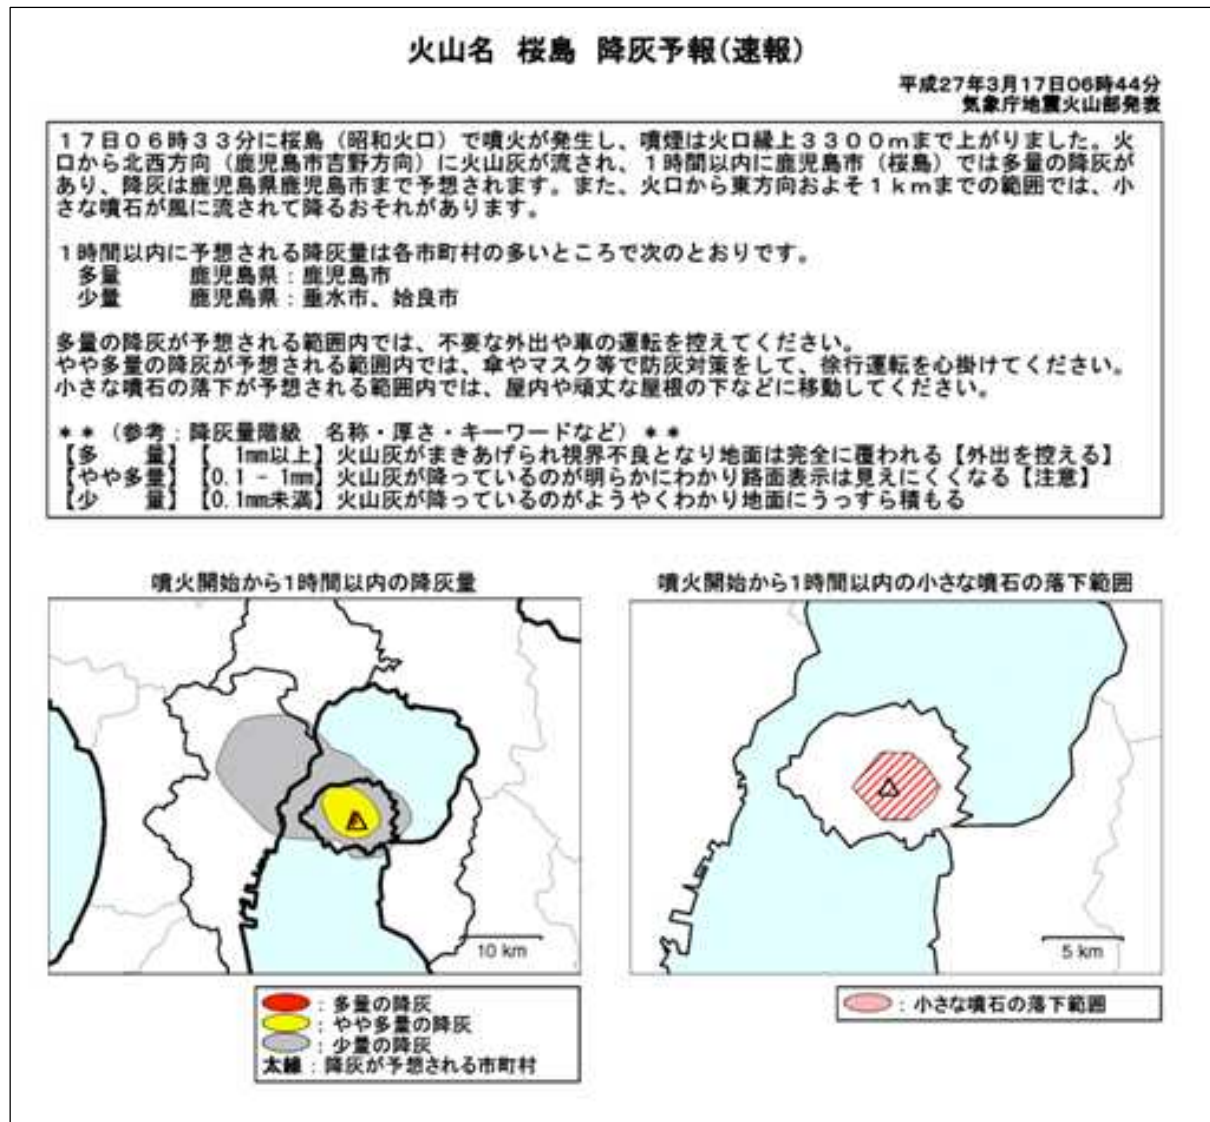 火山名　桜島　降灰予報（速報）
平成２７年３月１７日０６時４４分
気象庁地震火山部発表
１７日０６時３３分に桜島（昭和火口）で噴火が発生し、噴煙は火口縁上３３００ｍまで上がりました。火
口から北西方向（鹿児島市吉野方向）に火山灰が流され、１時間以内に鹿児島市（桜島）では多量の降灰が
あり、降灰は鹿児島県鹿児島市まで予想されます。また、火口から東方向およそ１ｋｍまでの範囲では、小
さな噴石が風に流されて降るおそれがあります。
１時間以内に予想される降灰量は各市町村の多いところで次のとおりです。
多量　　　鹿児島県：鹿児島市
少量　　　鹿児島県：垂水市、姶良市
多量の降灰が予想される範囲内では、不要な外出や車の運転を控えてください。
やや多量の降灰が予想される範囲内では、傘やマスク等で防灰対策をして、徐行運転を心掛けてください。
小さな噴石の落下が予想される範囲内では、屋内や頑丈な屋根の下などに移動してください。
＊＊（参考：降灰量階級　名称・厚さ・キーワードなど）＊＊
【多　　量】【　1mm以上】火山灰がまきあげられ視界不良となり地面は完全に覆われる【外出を控える】
【やや多量】【0.1 - 1mm】火山灰が降っているのが明らかにわかり路面表示は見えにくくなる【注意】
【少　　量】【0.1mm未満】火山灰が降っているのがようやくわかり地面にうっすら積もる
噴火開始から1時間以内の降灰量
10 km
：多量の降灰
：やや多量の降灰
：少量の降灰
太線：降灰が予想される市町村
噴火開始から1時間以内の小さな噴石の落下範囲
5 km
：小さな噴石の落下範囲